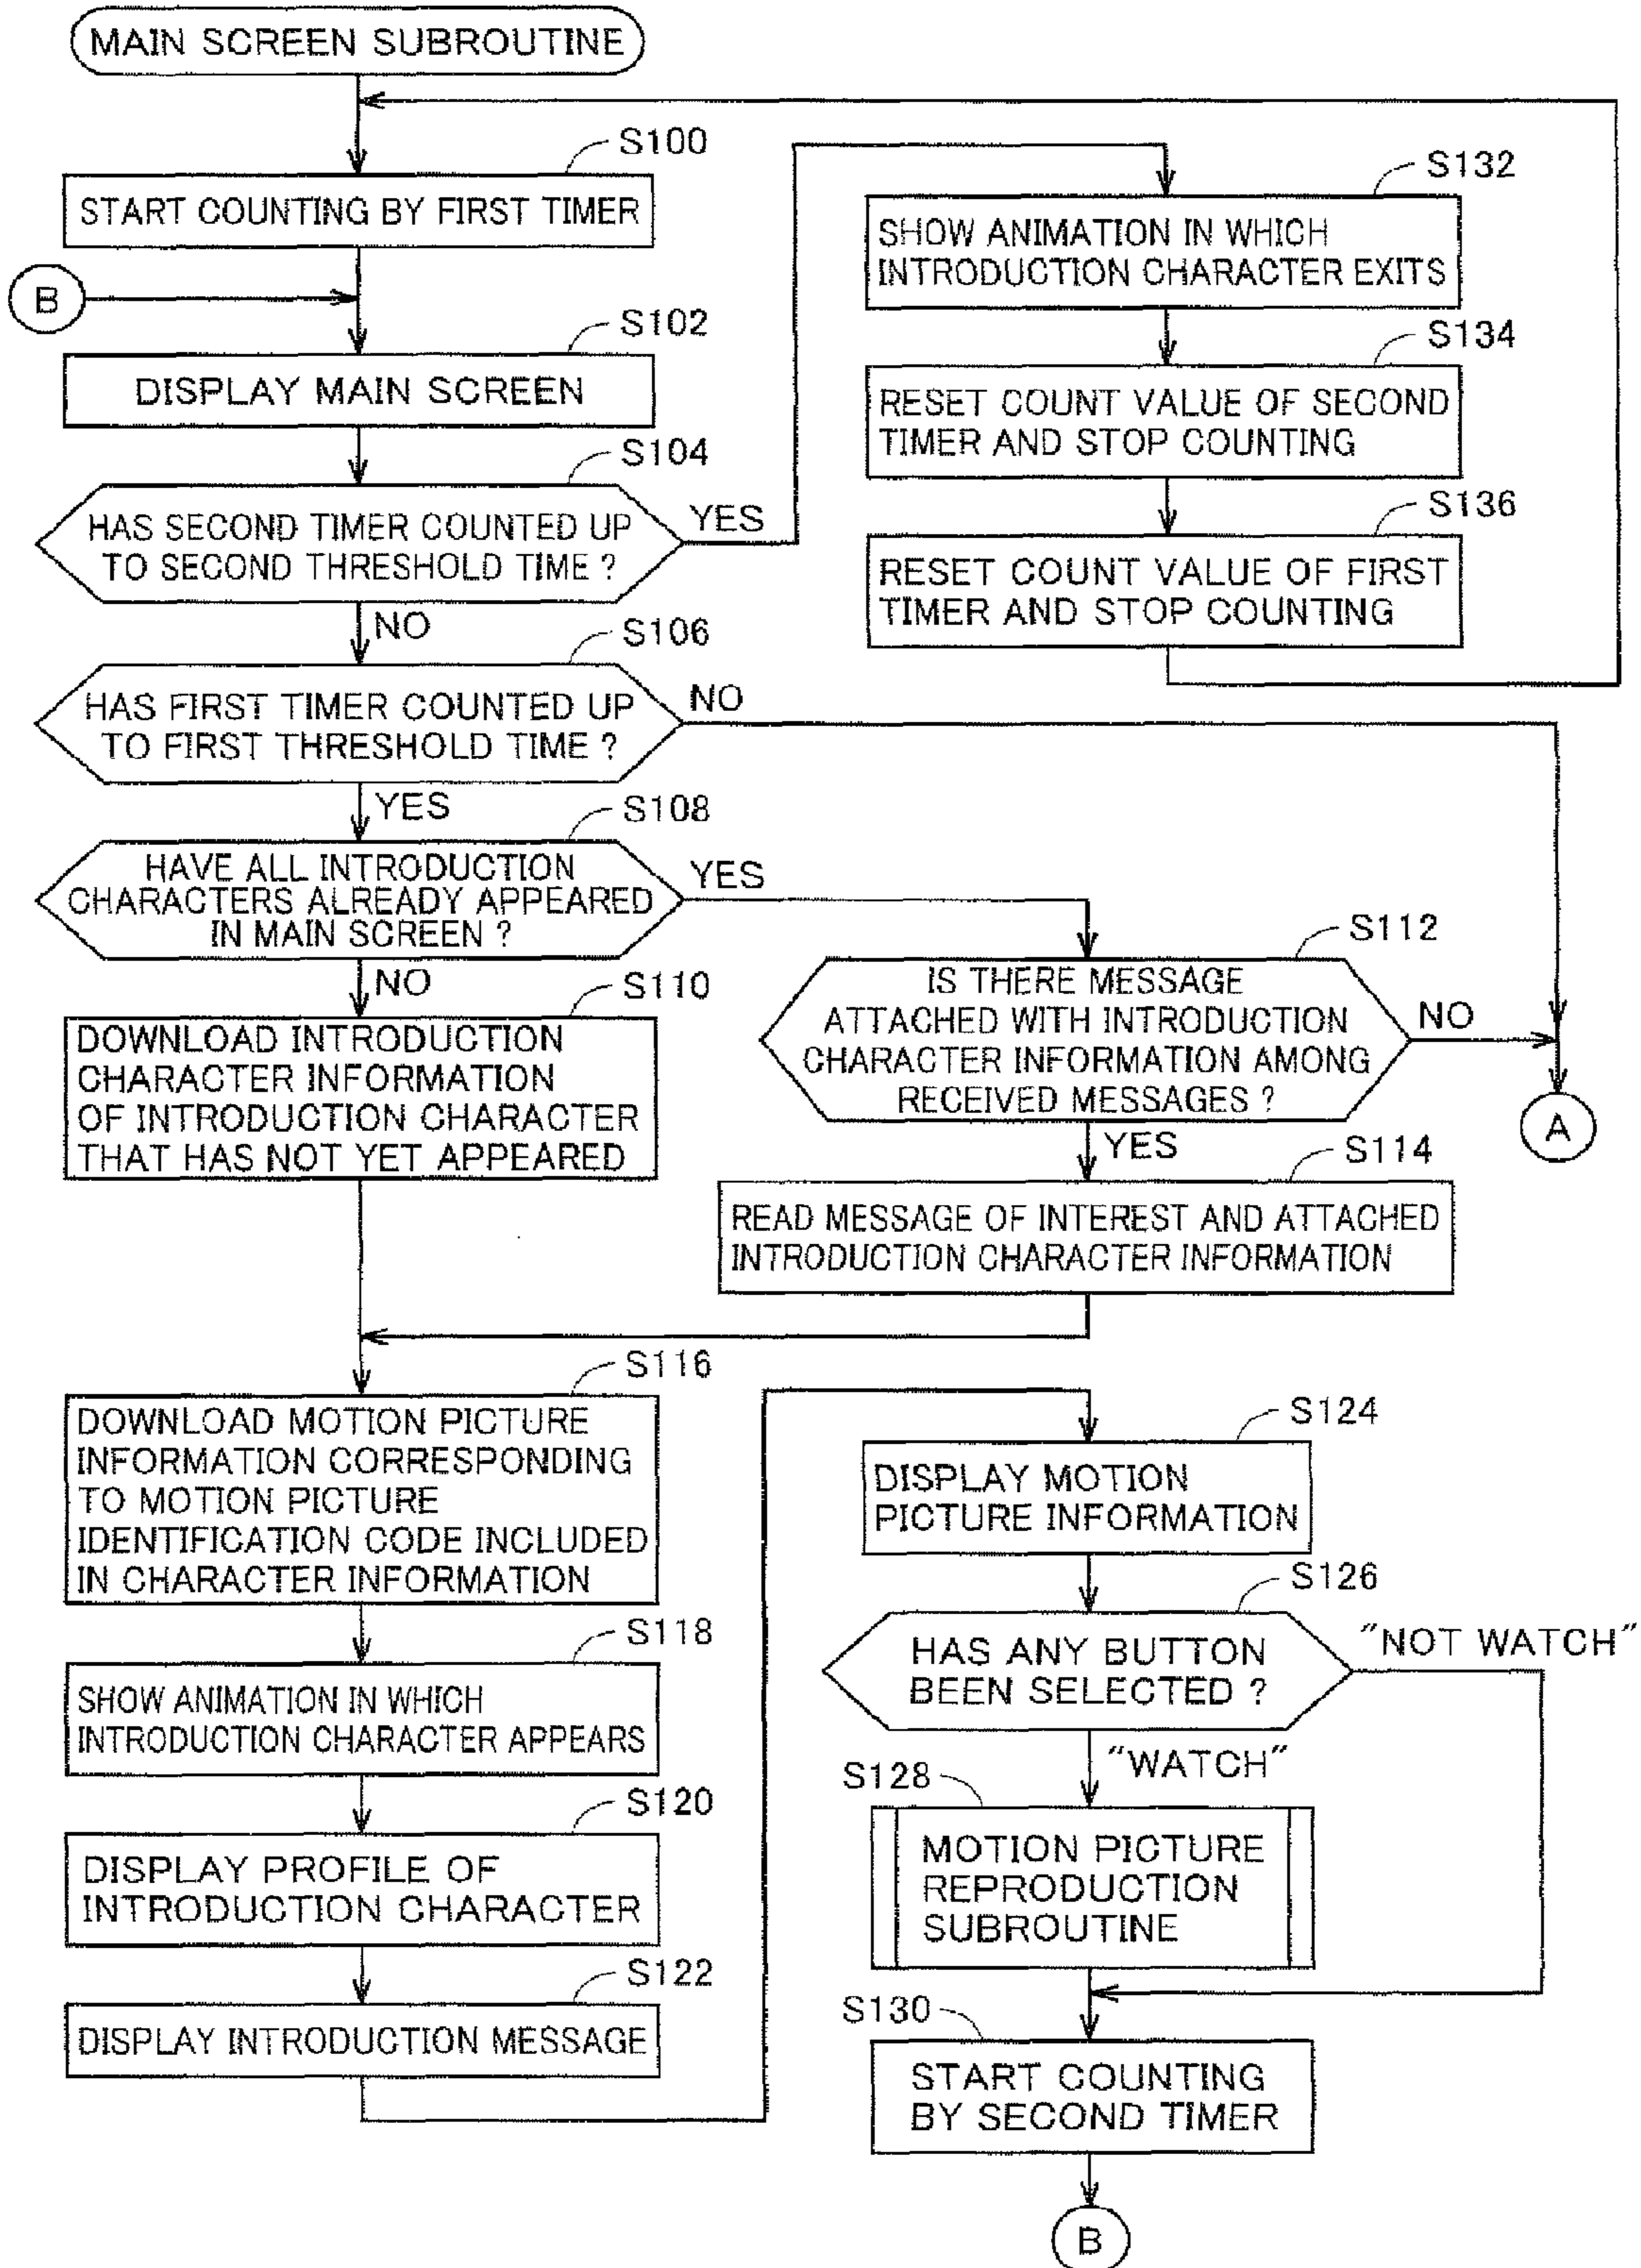 MAIN SCREEN SUBROUTINE
S100
START COUNTING BY FIRST TIMER
B
S102
DISPLAY MAIN SCREEN
S104
HAS SECOND TIMER COUNTED UP
TO SECOND THRESHOLD TIME ?
YES
NO
S132
SHOW ANIMATION IN WHICH
INTRODUCTION CHARACTER EXITS
S134
RESET COUNT VALUE OF SECOND
TIMER AND STOP COUNTING
S136
RESET COUNT VALUE OF FIRST
TIMER AND STOP COUNTING
S106
HAS FIRST TIMER COUNTED UP
TO FIRST THRESHOLD TIME ?
NO
YES
S108
HAVE ALL INTRODUCTION
CHARACTERS ALREADY APPEARED
IN MAIN SCREEN ?
YES
NO
S110
DOWNLOAD INTRODUCTION
CHARACTER INFORMATION
OF INTRODUCTION CHARACTER
THAT HAS NOT YET APPEARED
S112
IS THERE MESSAGE
ATTACHED WITH INTRODUCTION
CHARACTER INFORMATION AMONG
RECEIVED MESSAGES ?
NO
A
YES
S114
READ MESSAGE OF INTEREST AND ATTACHED
INTRODUCTION CHARACTER INFORMATION
S116
DOWNLOAD MOTION PICTURE
INFORMATION CORRESPONDING
TO MOTION PICTURE
IDENTIFICATION CODE INCLUDED
IN CHARACTER INFORMATION
S118
SHOW ANIMATION IN WHICH
INTRODUCTION CHARACTER APPEARS
S120
DISPLAY PROFILE OF
INTRODUCTION CHARACTER
S122
DISPLAY INTRODUCTION MESSAGE
S124
DISPLAY MOTION
PICTURE INFORMATION
S126
HAS ANY BUTTON
BEEN SELECTED ?
"NOT WATCH"
"WATCH"
S128
MOTION PICTURE
REPRODUCTION
SUBROUTINE
S130
START COUNTING
BY SECOND TIMER
B